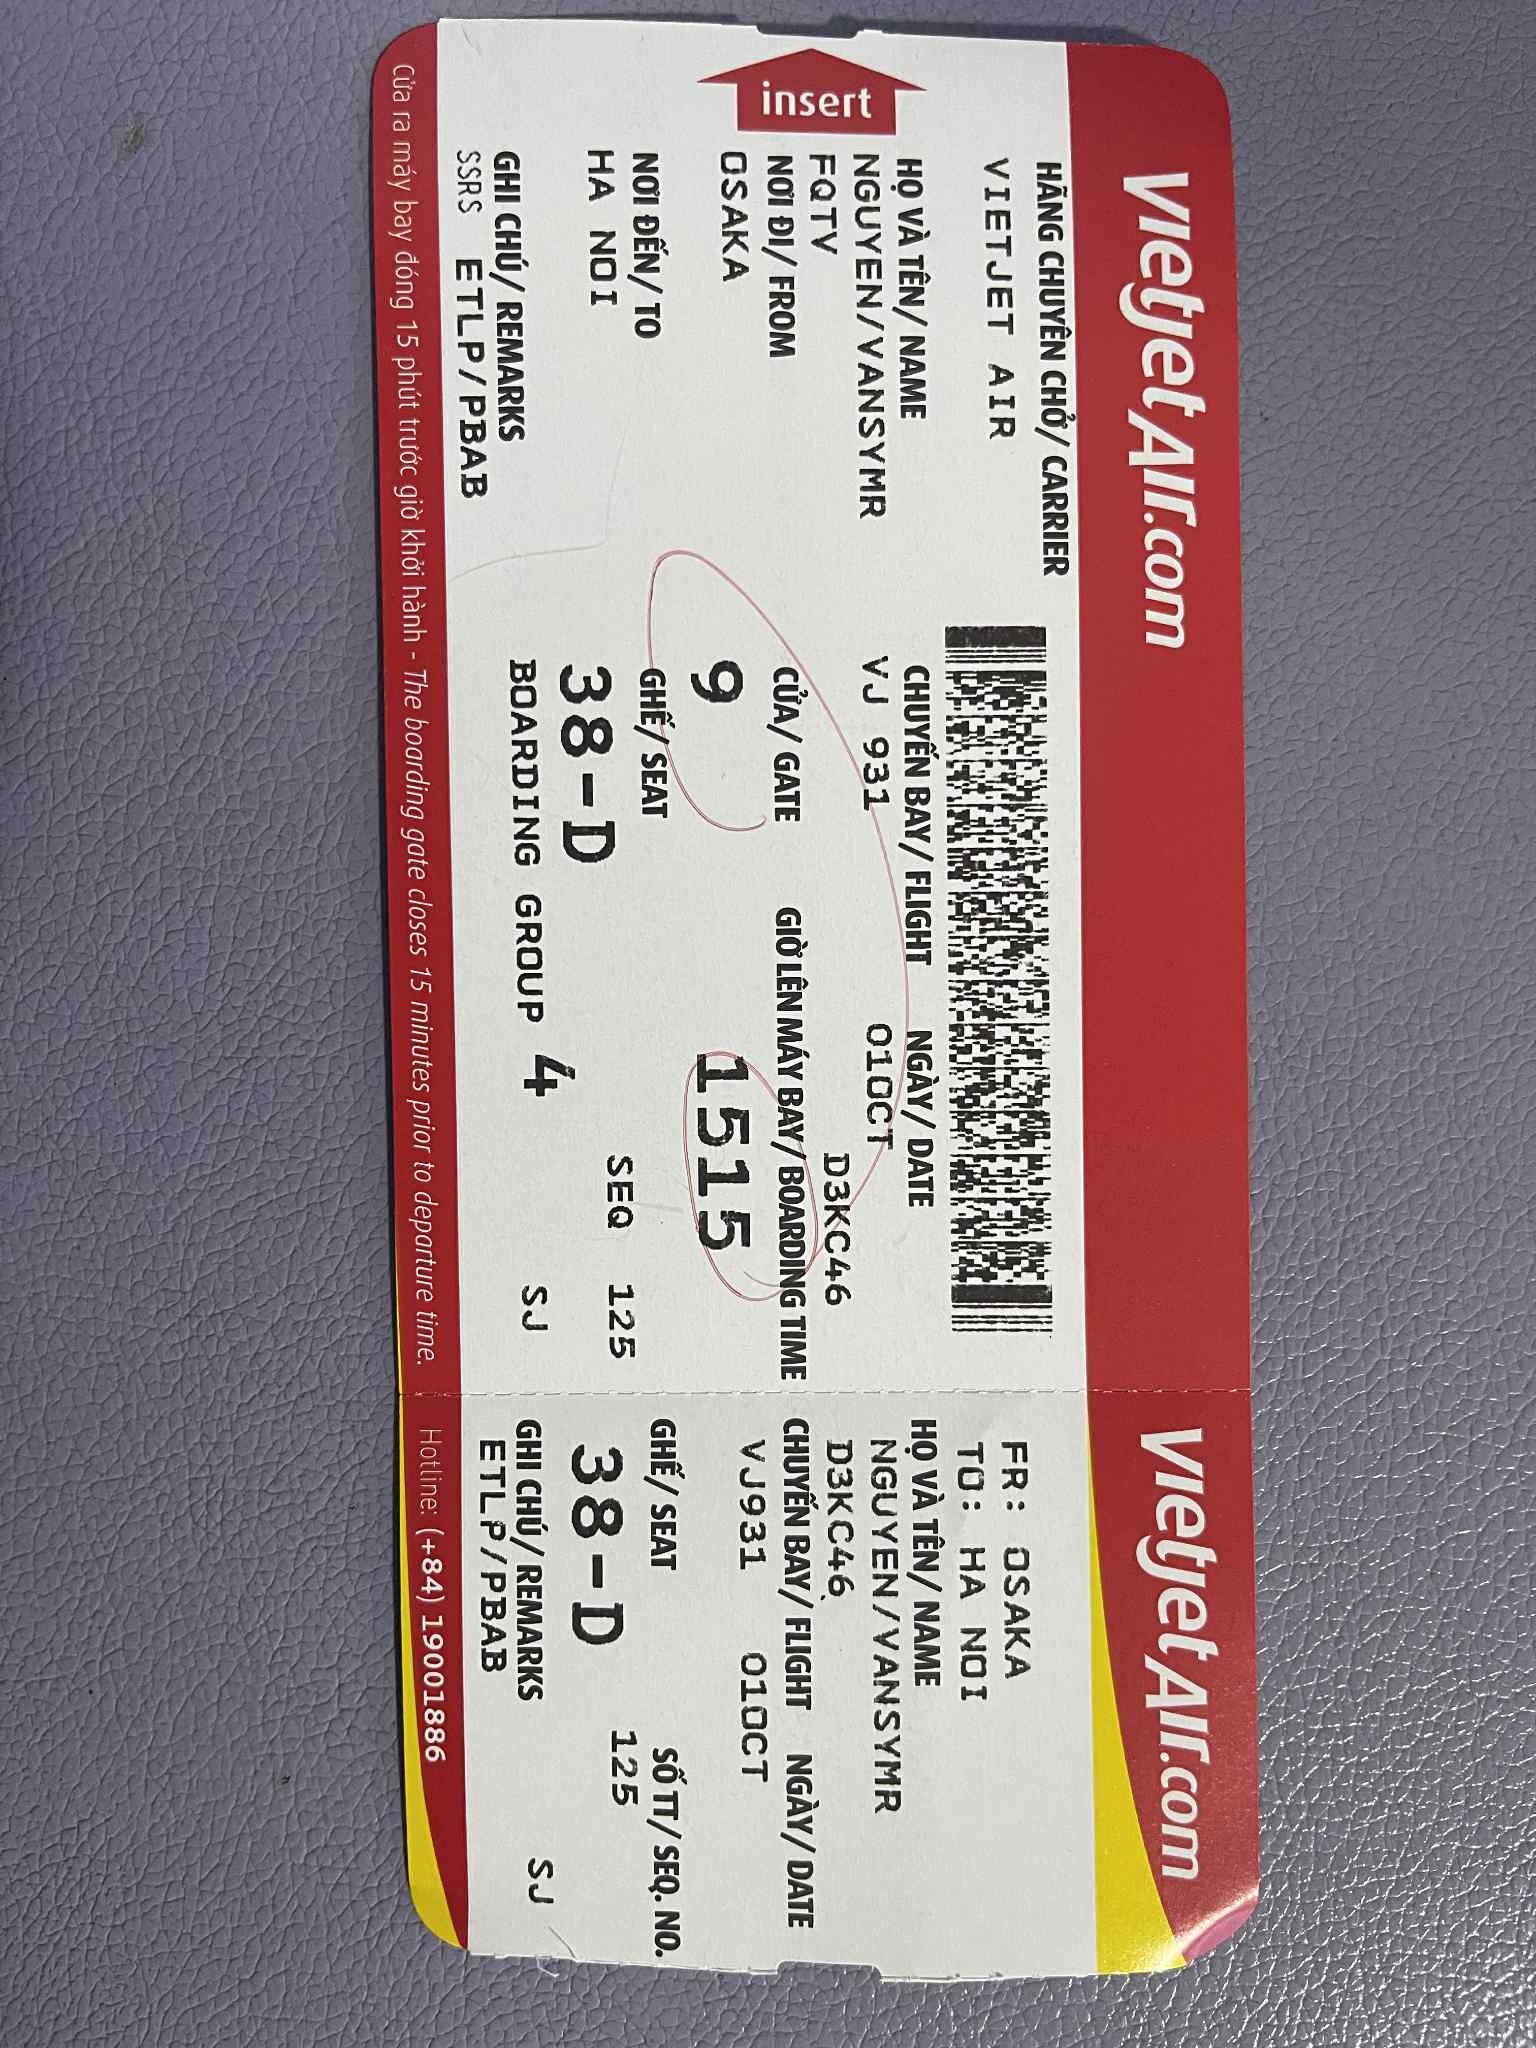 VietjetAir.com
HÃNG CHUYÊN CHỞ/ CARRIER
VIETJET AIR
HỌ VÀ TÊN/ NAME
NGUYEN/VANSYMR
FQTV
NƠI ĐI/ FROM
OSAKA
NƠI ĐẾN/ TO
HA NOI
GHI CHÚ/ REMARKS
SSRS ETLP/PBAB
insert
CHUYẾN BAY/ FLIGHT NGÀY/ DATE
VJ 931 01OCT
D3KC46
CỬA/ GATE GIỜ LÊN MÁY BAY/ BOARDING TIME
9 1515
GHẾ/ SEAT
38-D SEQ 125
BOARDING GROUP 4 SJ
Cửa ra máy bay đóng 15 phút trước giờ khởi hành - The boarding gate closes 15 minutes prior to departure time.
VietjetAir.com
FR: OSAKA
TO: HA NOI
HỌ VÀ TÊN/ NAME
NGUYEN/VANSYMR
D3KC46
CHUYẾN BAY/ FLIGHT NGÀY/ DATE
VJ931 01OCT
GHẾ/ SEAT SỐ TT/ SEQ. NO.
38-D 125
GHI CHÚ/ REMARKS SJ
ETLP/PBAB
Hotline: (+84) 19001886